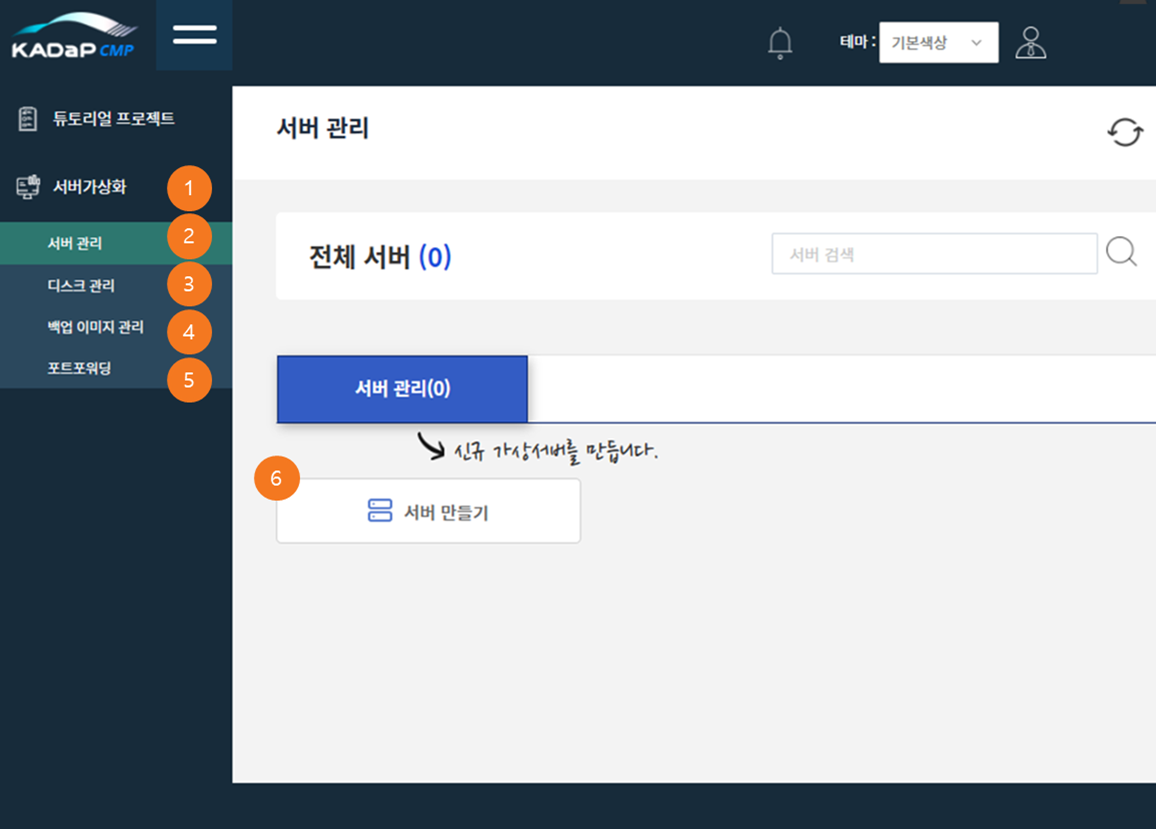 KADaP CMP
테마 : 기본색상
튜토리얼 프로젝트
서버 관리
서버가상화 1
서버 관리 2
디스크 관리 3
백업 이미지 관리 4
포트포워딩 5
전체 서버 (0)
서버 검색
서버 관리(0)
신규 가상서버를 만듭니다.
6
서버 만들기